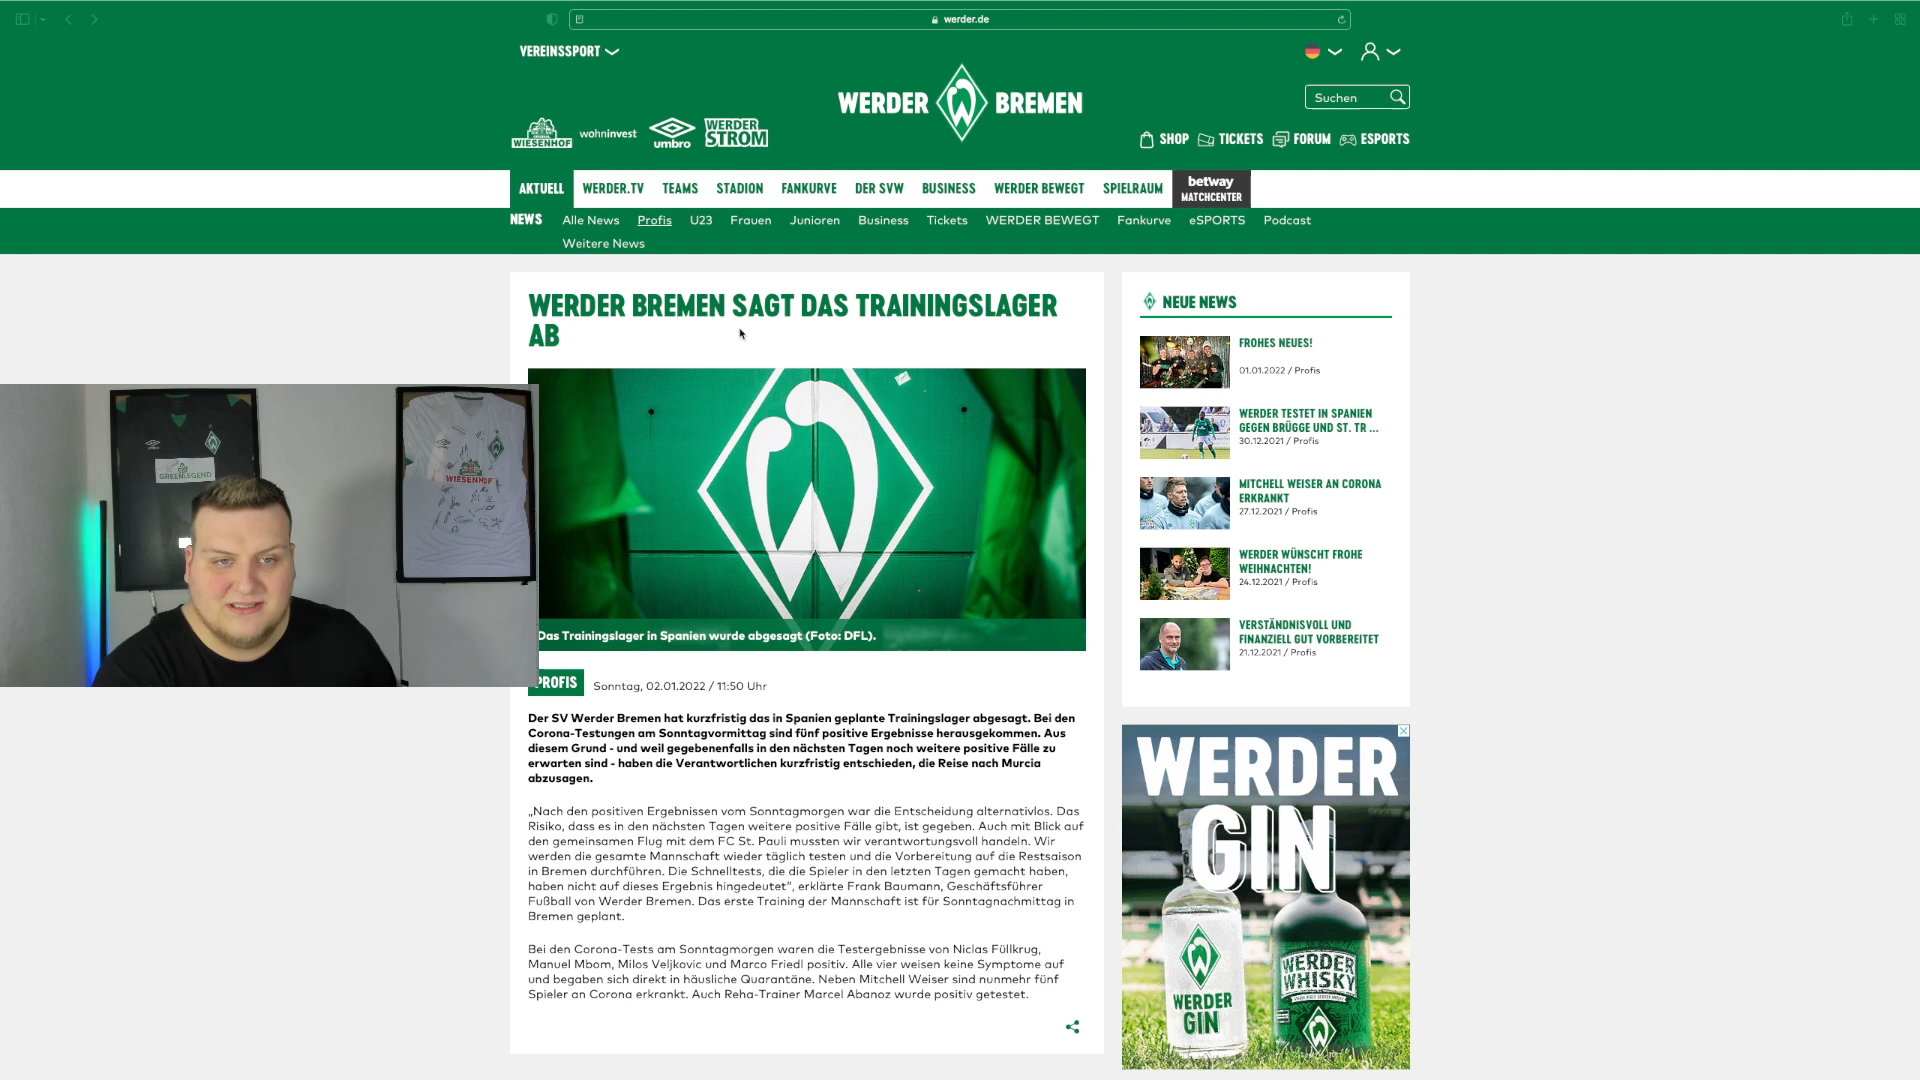 werder.de
VEREINSSPORT
WERDER BREMEN
Suchen
WIESENHOF
wohninvest
umbro
WERDER
STROM
SHOP TICKETS FORUM ESPORTS
AKTUELL WERDER.TV TEAMS STADION FANKURVE DER SVW BUSINESS WERDER BEWEGT SPIELRAUM betway
MATCHCENTER
NEWS Alle News Profis U23 Frauen Junioren Business Tickets WERDER BEWEGT Fankurve eSPORTS Podcast
Weitere News
WERDER BREMEN SAGT DAS TRAININGSLAGER
AB
GREENLEGEND
WIESENHOF
Das Trainingslager in Spanien wurde abgesagt (Foto: DFL).
PROFIS Sonntag, 02.01.2022 / 11:50 Uhr
Der SV Werder Bremen hat kurzfristig das in Spanien geplante Trainingslager abgesagt. Bei den
Corona-Testungen am Sonntagvormittag sind fünf positive Ergebnisse herausgekommen. Aus
diesem Grund - und weil gegebenenfalls in den nächsten Tagen noch weitere positive Fälle zu
erwarten sind - haben die Verantwortlichen kurzfristig entschieden, die Reise nach Murcia
abzusagen.
„Nach den positiven Ergebnissen vom Sonntagmorgen war die Entscheidung alternativlos. Das
Risiko, dass es in den nächsten Tagen weitere positive Fälle gibt, ist gegeben. Auch mit Blick auf
den gemeinsamen Flug mit dem FC St. Pauli mussten wir verantwortungsvoll handeln. Wir
werden die gesamte Mannschaft wieder täglich testen und die Vorbereitung auf die Restsaison
in Bremen durchführen. Die Schnelltests, die die Spieler in den letzten Tagen gemacht haben,
haben nicht auf dieses Ergebnis hingedeutet", erklärte Frank Baumann, Geschäftsführer
Fußball von Werder Bremen. Das erste Training der Mannschaft ist für Sonntagnachmittag in
Bremen geplant.
Bei den Corona-Tests am Sonntagmorgen waren die Testergebnisse von Niclas Füllkrug,
Manuel Mbom, Milos Veljkovic und Marco Friedl positiv. Alle vier weisen keine Symptome auf
und begaben sich direkt in häusliche Quarantäne. Neben Mitchell Weiser sind nunmehr fünf
Spieler an Corona erkrankt. Auch Reha-Trainer Marcel Abanoz wurde positiv getestet.
NEUE NEWS
FROHES NEUES!
01.01.2022 / Profis
WERDER TESTET IN SPANIEN
GEGEN BRÜGGE UND ST. TR ...
30.12.2021 / Profis
MITCHELL WEISER AN CORONA
ERKRANKT
27.12.2021 / Profis
WERDER WÜNSCHT FROHE
WEIHNACHTEN!
24.12.2021 / Profis
VERSTÄNDNISVOLL UND
FINANZIELL GUT VORBEREITET
21.12.2021 / Profis
WERDER
GIN
WERDER
GIN
WERDER
WHISKY